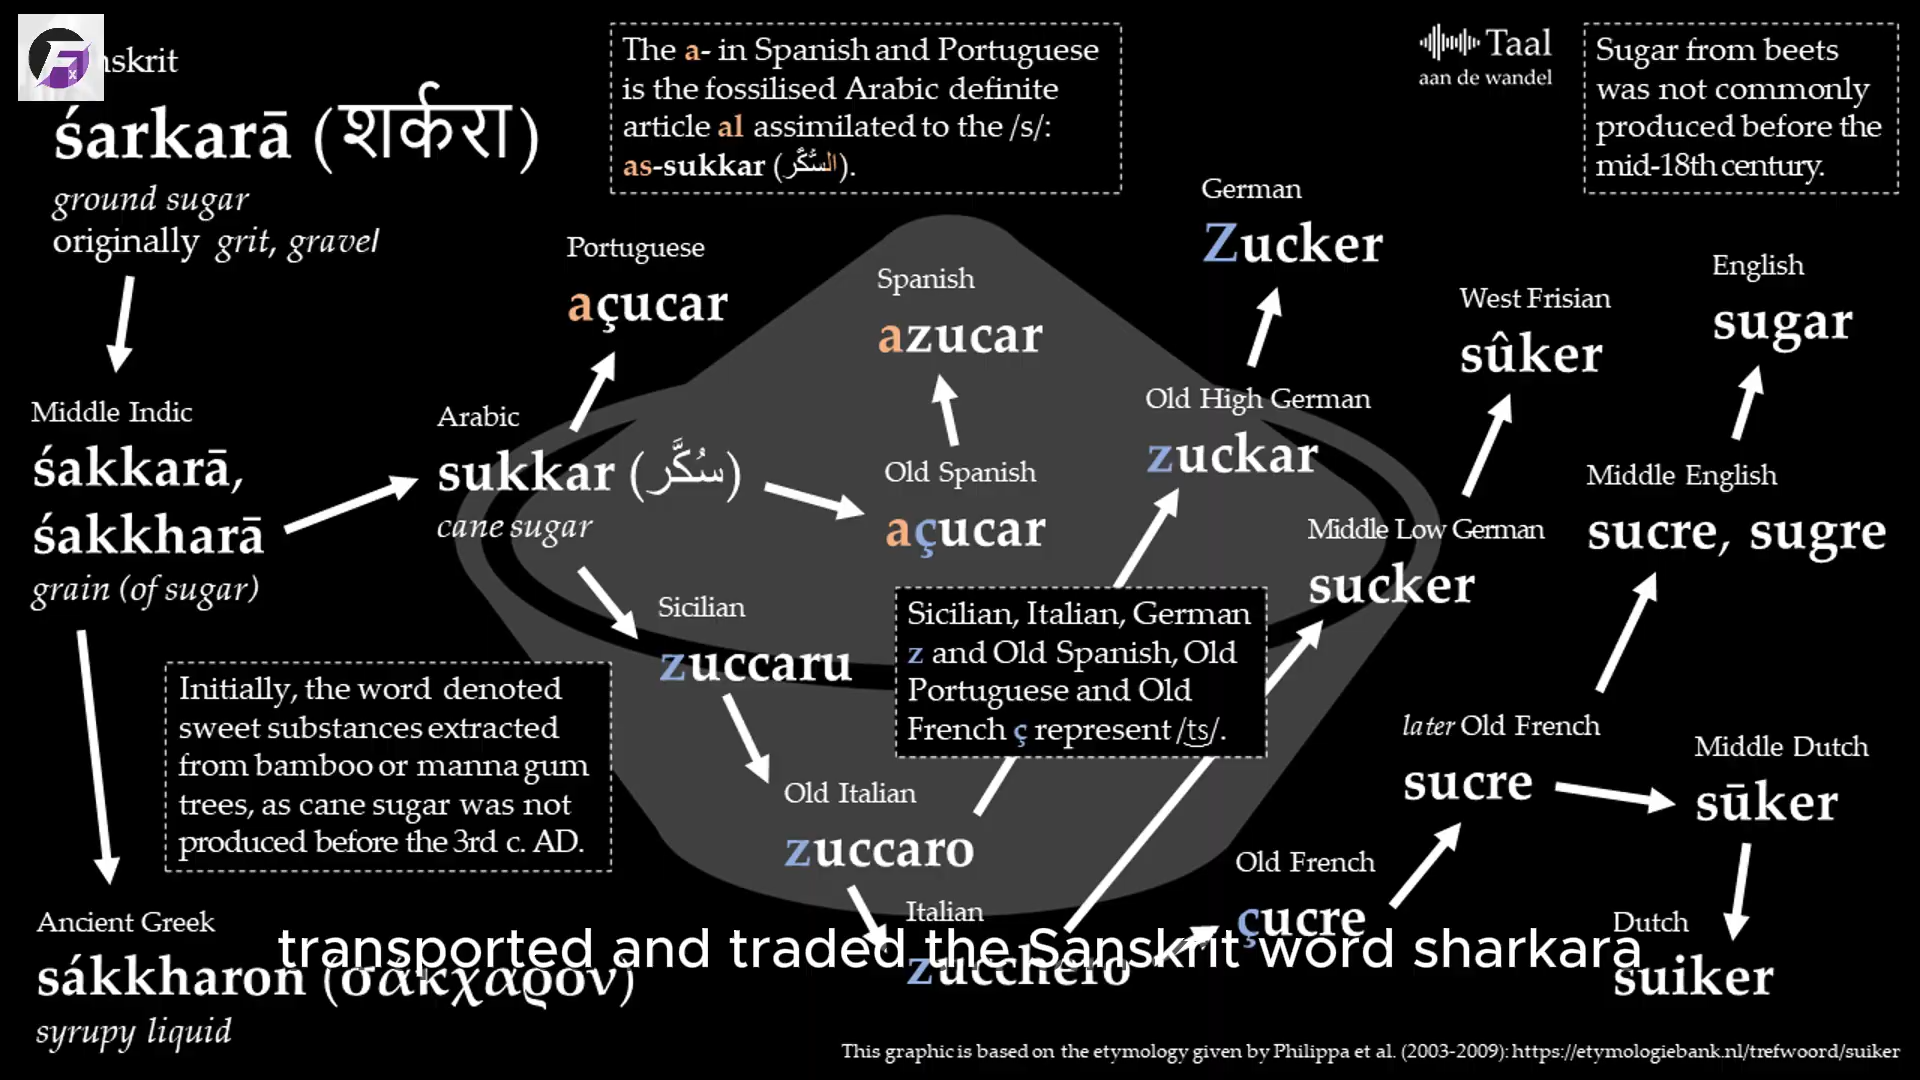 nskrit
śarkarā (शर्करा)
ground sugar
originally grit, gravel
The a- in Spanish and Portuguese
is the fossilised Arabic definite
article al assimilated to the /s/:
as-sukkar (السُّكَّر).
Taal
aan de wandel
Sugar from beets
was not commonly
produced before the
mid-18th century.
German
Zucker
Portuguese
açucar
Spanish
azucar
English
sugar
West Frisian
sûker
Middle Indic
śakkarā,
śakkharā
grain (of sugar)
Arabic
sukkar (سُكَّر)
cane sugar
Old Spanish
açucar
Old High German
zuckar
Middle Low German
sucker
Middle English
sucre, sugre
Sicilian
zuccaru
Sicilian, Italian, German
z and Old Spanish, Old
Portuguese and Old
French ç represent /t͜s/.
Initially, the word denoted
sweet substances extracted
from bamboo or manna gum
trees, as cane sugar was not
produced before the 3rd c. AD.
later Old French
sucre
Middle Dutch
sūker
Old Italian
zuccaro
Old French
çucre
Italian
zucchero
Dutch
suiker
Ancient Greek
sákkharon (σάκχαρον)
syrupy liquid
transported and traded the Sanskrit word sharkara
This graphic is based on the etymology given by Philippa et al. (2003-2009): https://etymologiebank.nl/trefwoord/suiker